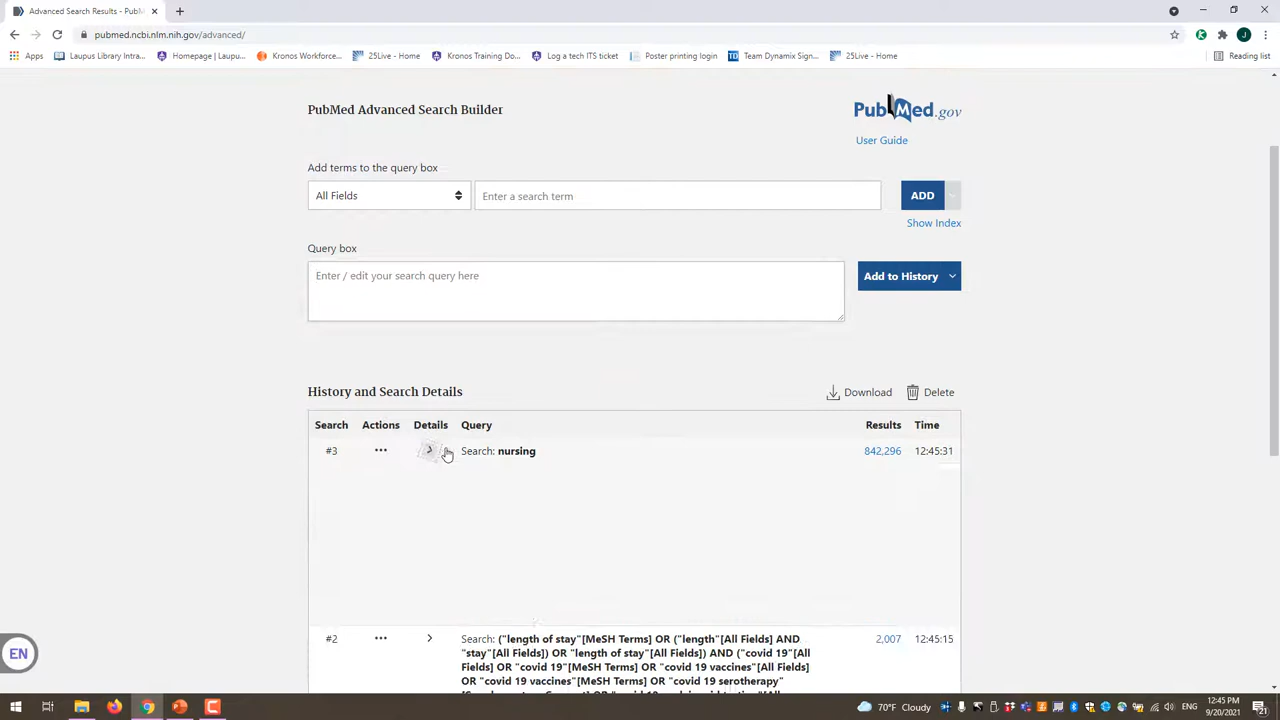 Advanced Search Results - PubM
pubmed.ncbi.nlm.nih.gov/advanced/
Apps
Laupus Library Intra...
Homepage | Laupu...
Kronos Workforce...
25Live - Home
Kronos Training Do...
Log a tech ITS ticket
Poster printing login
TD
Team Dynamix Sign...
25Live - Home
Reading list
PubMed Advanced Search Builder
PubMed.gov
User Guide
Add terms to the query box
All Fields
Enter a search term
ADD
Show Index
Query box
Enter / edit your search query here
Add to History
History and Search Details
Download
Delete
Search Actions Details Query Results Time
#3 ••• Search: nursing 842,296 12:45:31
#2 ••• Search: ("length of stay"[MeSH Terms] OR ("length"[All Fields] AND 2,007 12:45:15
"stay"[All Fields]) OR "length of stay"[All Fields]) AND ("covid 19"[All
Fields] OR "covid 19"[MeSH Terms] OR "covid 19 vaccines"[All Fields]
OR "covid 19 vaccines"[MeSH Terms] OR "covid 19 serotherapy"
EN
70°F Cloudy
12:45 PM
9/20/2021
21